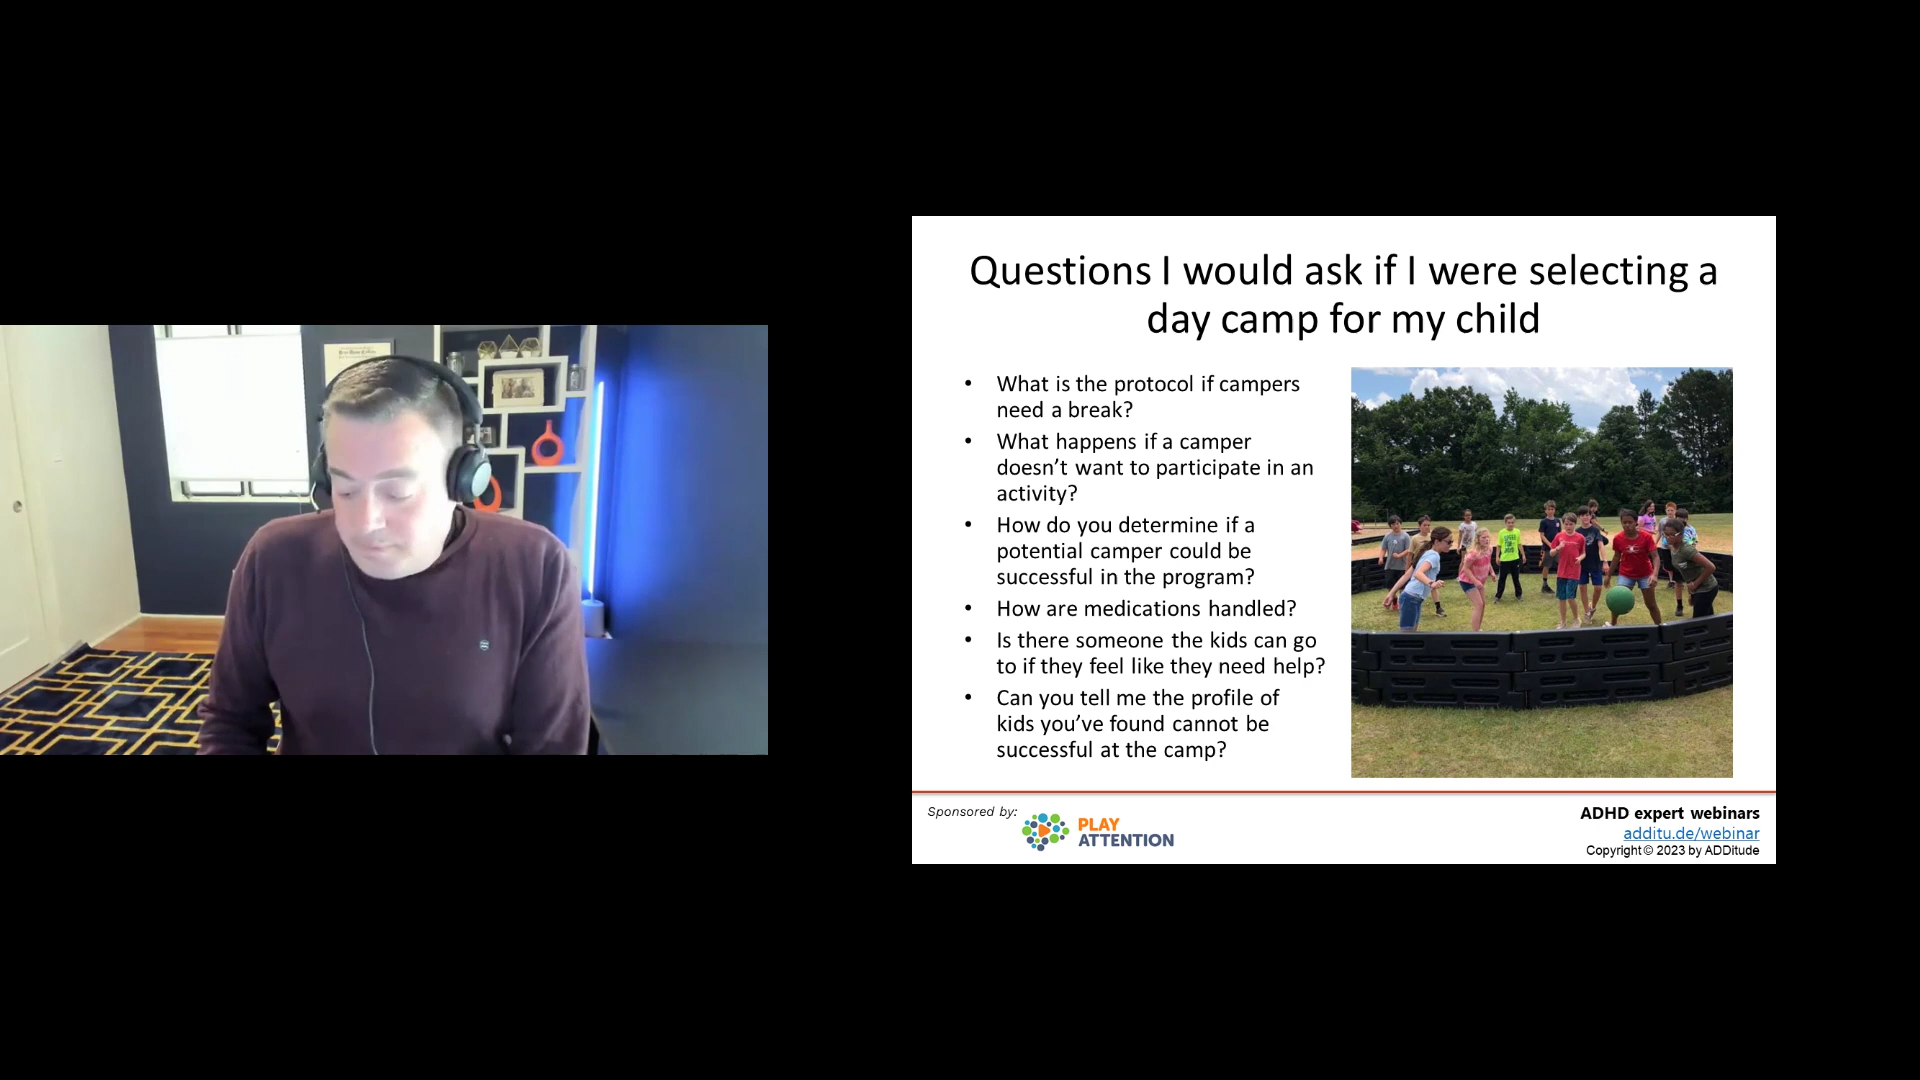 Questions I would ask if I were selecting a
day camp for my child
• What is the protocol if campers
need a break?
• What happens if a camper
doesn’t want to participate in an
activity?
• How do you determine if a
potential camper could be
successful in the program?
• How are medications handled?
• Is there someone the kids can go
to if they feel like they need help?
• Can you tell me the profile of
kids you’ve found cannot be
successful at the camp?
Sponsored by:
PLAY
ATTENTION
ADHD expert webinars
additu.de/webinar
Copyright © 2023 by ADDitude